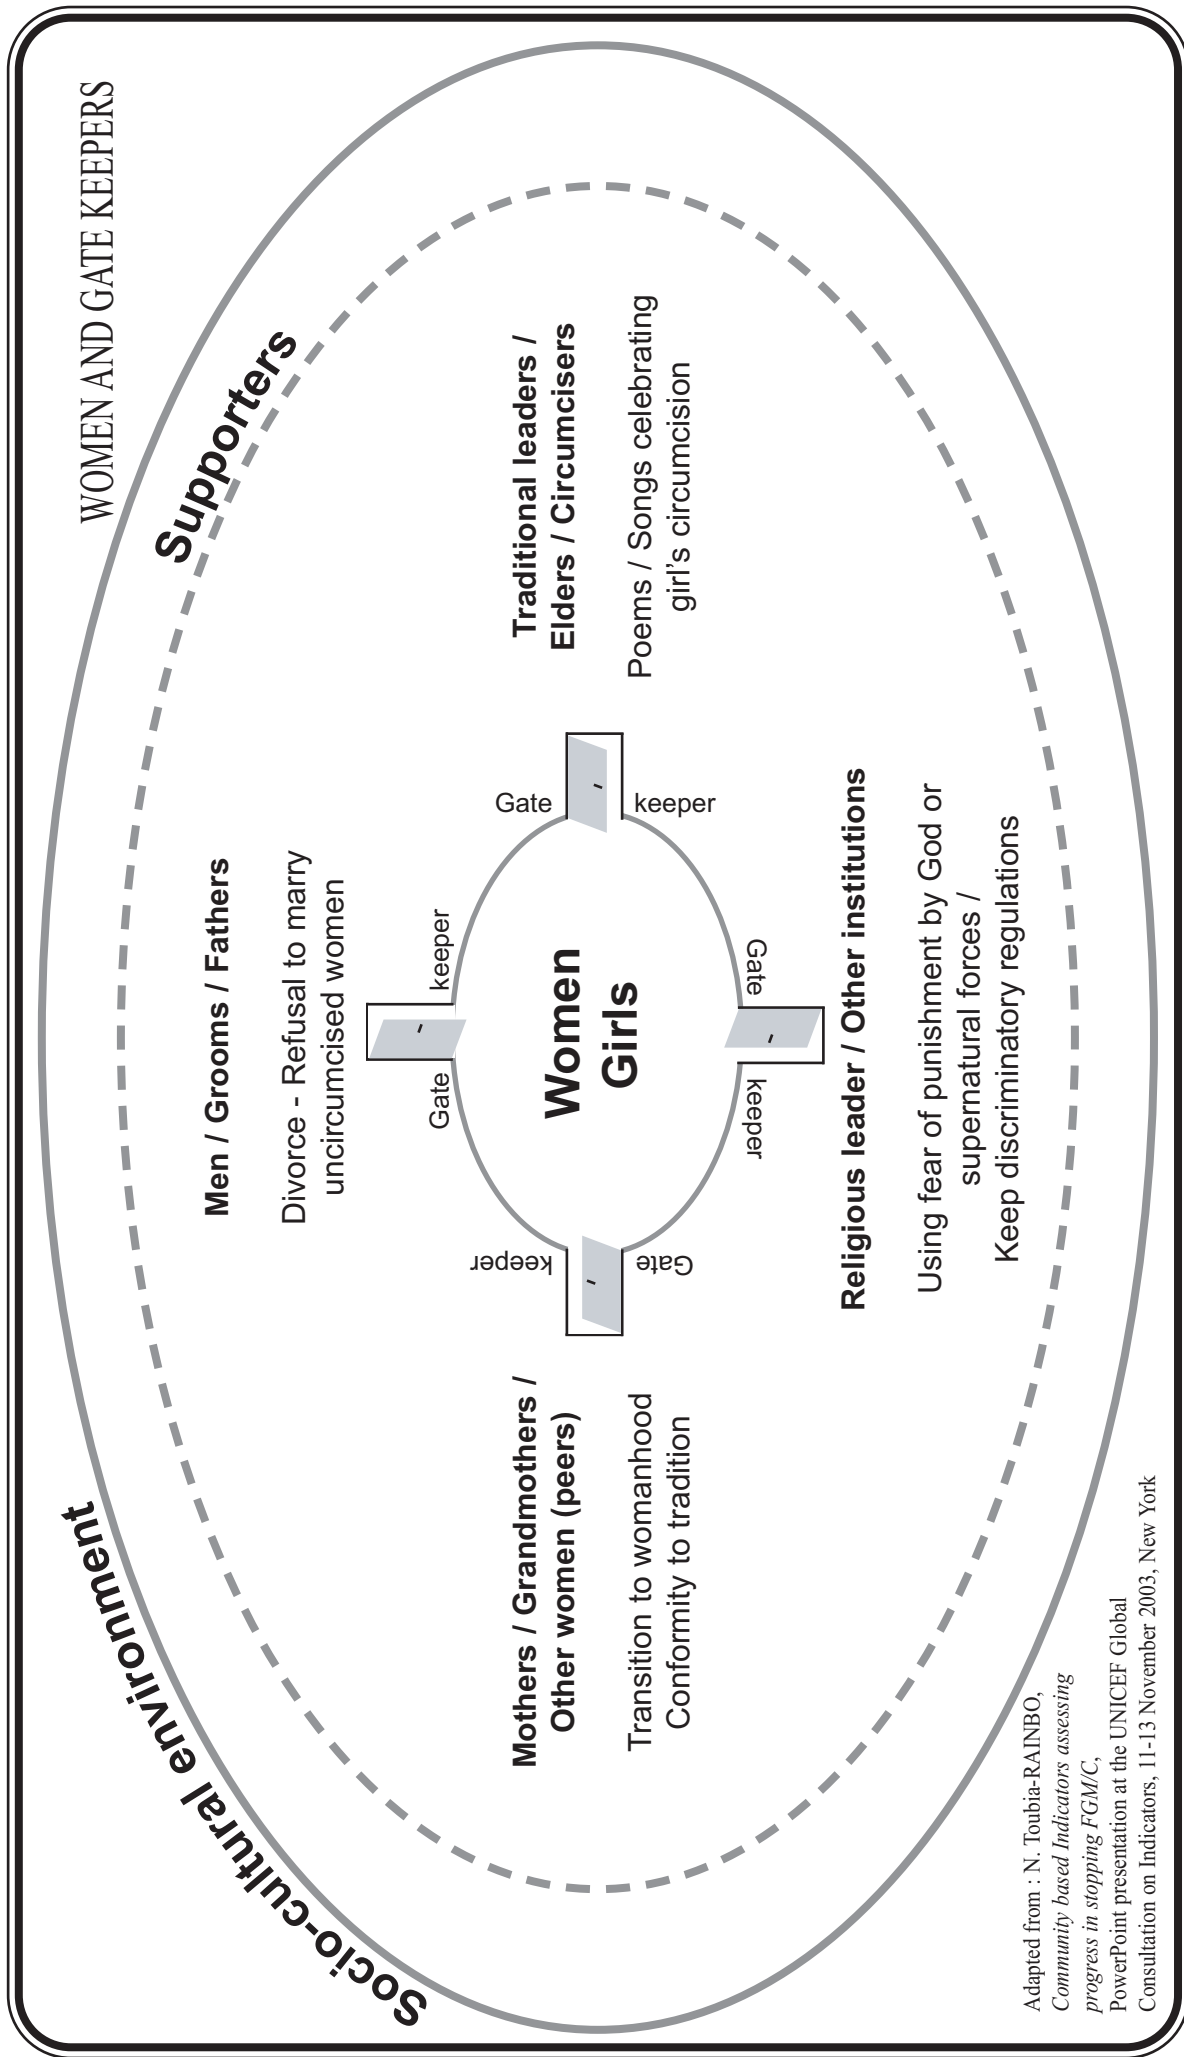 WOMEN AND GATE KEEPERS
Socio-cultural environment
Supporters
Men / Grooms / Fathers
Divorce - Refusal to marry
uncircumcised women
Gate
keeper
Mothers / Grandmothers /
Other women (peers)
Transition to womanhood
Conformity to tradition
keeper
Gate
Women
Girls
Gate
keeper
Traditional leaders /
Elders / Circumcisers
Poems / Songs celebrating
girl's circumcision
keeper
Gate
Religious leader / Other institutions
Using fear of punishment by God or
supernatural forces /
Keep discriminatory regulations
Adapted from : N. Toubia-RAINBO,
Community based Indicators assessing
progress in stopping FGM/C,
PowerPoint presentation at the UNICEF Global
Consultation on Indicators, 11-13 November 2003, New York